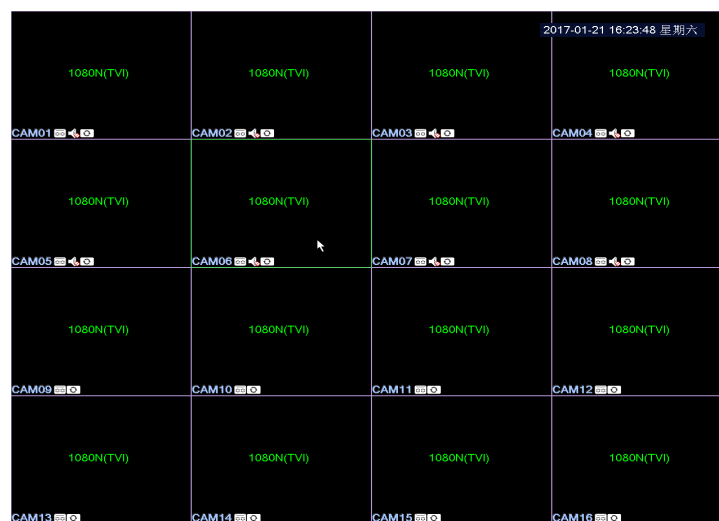 2017-01-21 16:23:48 星期六
1080N(TVI) 1080N(TVI) 1080N(TVI) 1080N(TVI)
CAM01 CAM02 CAM03 CAM04
1080N(TVI) 1080N(TVI) 1080N(TVI) 1080N(TVI)
CAM05 CAM06 CAM07 CAM08
1080N(TVI) 1080N(TVI) 1080N(TVI) 1080N(TVI)
CAM09 CAM10 CAM11 CAM12
1080N(TVI) 1080N(TVI) 1080N(TVI) 1080N(TVI)
CAM13 CAM14 CAM15 CAM16